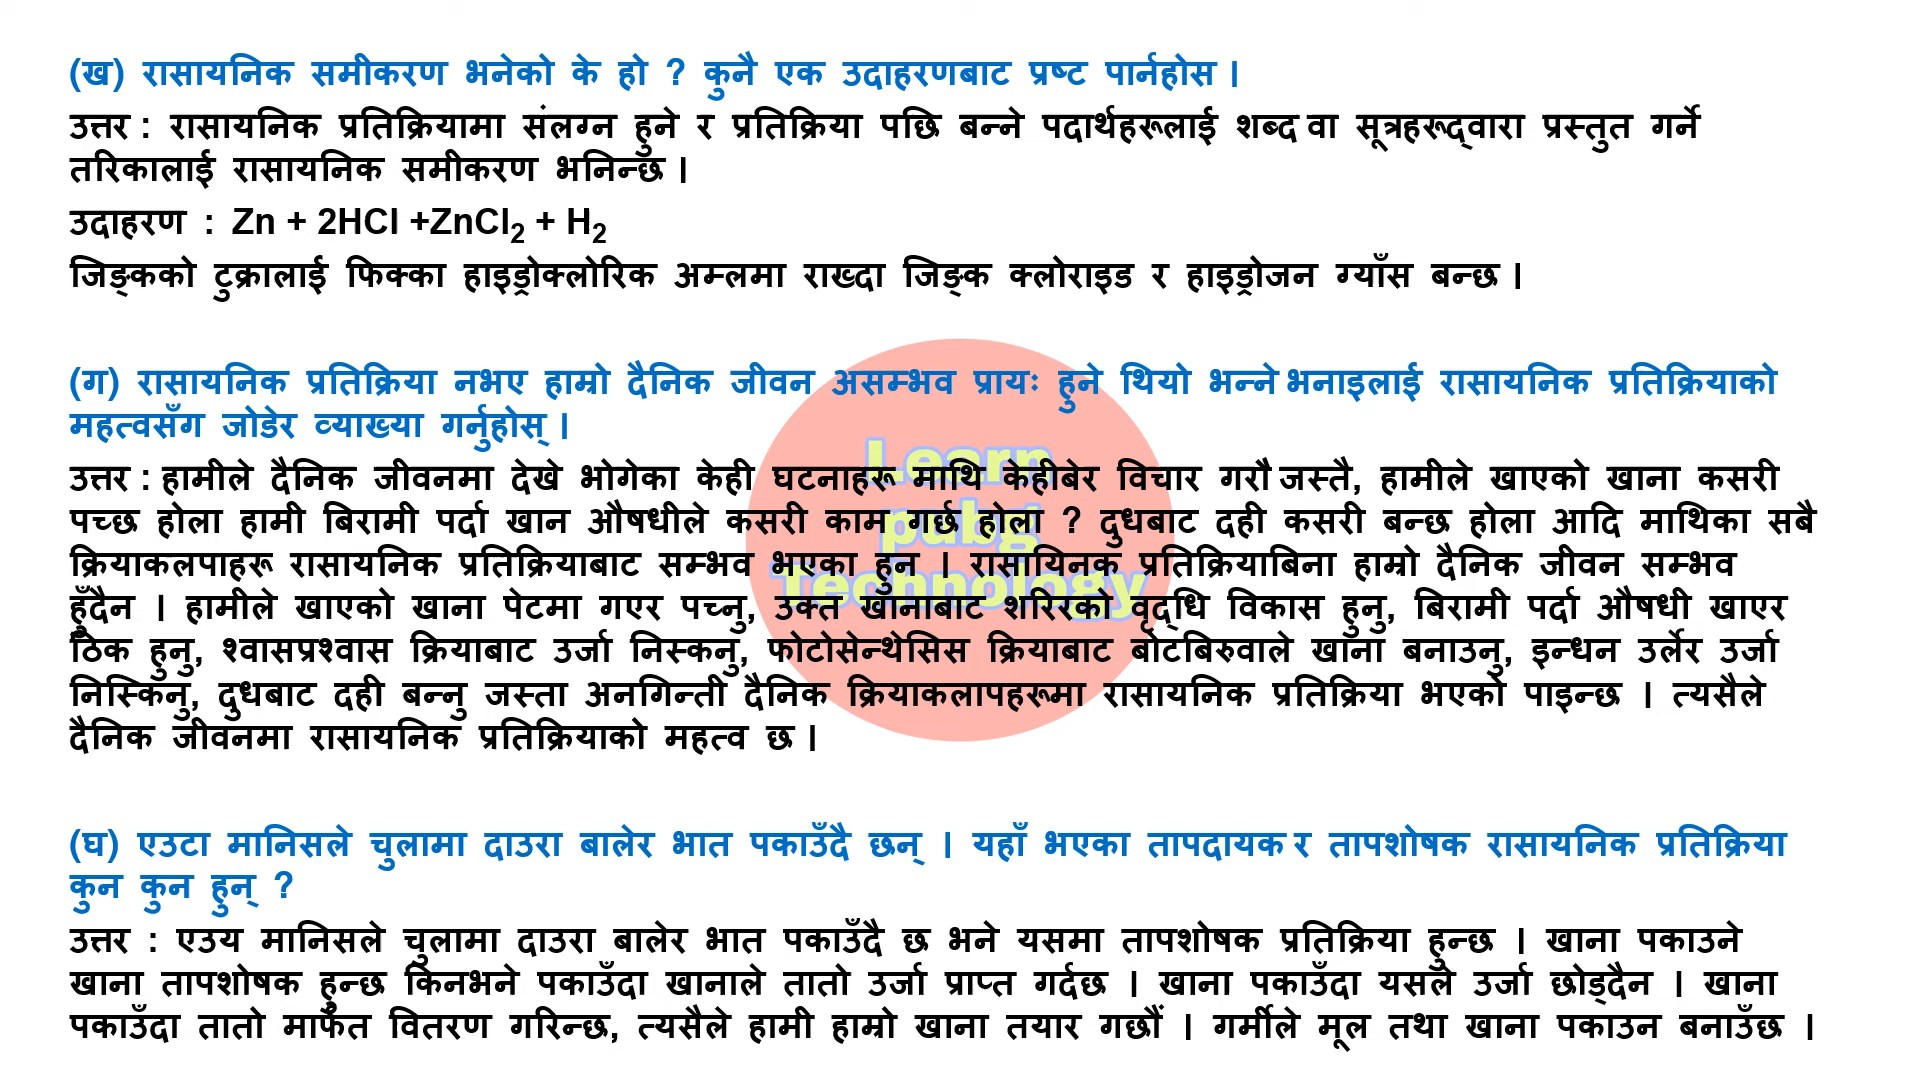 (ख) रासायनिक समीकरण भनेको के हो ? कुनै एक उदाहरणबाट प्रष्ट पार्नहोस ।
उत्तर : रासायनिक प्रतिक्रियामा संलग्न हुने र प्रतिक्रिया पछि बन्ने पदार्थहरूलाई शब्द वा सूत्रहरूद्वारा प्रस्तुत गर्ने
तरिकालाई रासायनिक समीकरण भनिन्छ ।
उदाहरण : Zn + 2HCl +ZnCl₂ + H₂
जिङ्कको टुक्रालाई फिक्का हाइड्रोक्लोरिक अम्लमा राख्दा जिङ्क क्लोराइड र हाइड्रोजन ग्याँस बन्छ ।
(ग) रासायनिक प्रतिक्रिया नभए हाम्रो दैनिक जीवन असम्भव प्रायः हुने थियो भन्ने भनाइलाई रासायनिक प्रतिक्रियाको
महत्वसँग जोडेर व्याख्या गर्नुहोस् ।
उत्तर : हामीले दैनिक जीवनमा देखे भोगेका केही घटनाहरू माथि केहीबेर विचार गरौ जस्तै, हामीले खाएको खाना कसरी
पच्छ होला हामी बिरामी पर्दा खान औषधीले कसरी काम गर्छ होला ? दुधबाट दही कसरी बन्छ होला आदि माथिका सबै
क्रियाकलपाहरू रासायनिक प्रतिक्रियाबाट सम्भव भएका हुन । रासायिनक प्रतिक्रियाबिना हाम्रो दैनिक जीवन सम्भव
हुँदैन । हामीले खाएको खाना पेटमा गएर पच्नु, उक्त खानाबाट शरिरको वृद्धि विकास हुनु, बिरामी पर्दा औषधी खाएर
ठिक हुनु, श्वासप्रश्वास क्रियाबाट उर्जा निस्कनु, फोटोसेन्थेसिस क्रियाबाट बोटबिरुवाले खाना बनाउनु, इन्धन उर्लेर उर्जा
निस्किनु, दुधबाट दही बन्नु जस्ता अनगिन्ती दैनिक क्रियाकलापहरूमा रासायनिक प्रतिक्रिया भएको पाइन्छ । त्यसैले
दैनिक जीवनमा रासायनिक प्रतिक्रियाको महत्व छ ।
Learn
pubg
Technology
(घ) एउटा मानिसले चुलामा दाउरा बालेर भात पकाउँदै छन् । यहाँ भएका तापदायक र तापशोषक रासायनिक प्रतिक्रिया
कुन कुन हुन् ?
उत्तर : एउय मानिसले चुलामा दाउरा बालेर भात पकाउँदै छ भने यसमा तापशोषक प्रतिक्रिया हुन्छ । खाना पकाउने
खाना तापशोषक हुन्छ किनभने पकाउँदा खानाले तातो उर्जा प्राप्त गर्दछ । खाना पकाउँदा यसले उर्जा छोड्दैन । खाना
पकाउँदा तातो मार्फत वितरण गरिन्छ, त्यसैले हामी हाम्रो खाना तयार गर्छौं । गर्मीले मूल तथा खाना पकाउन बनाउँछ ।